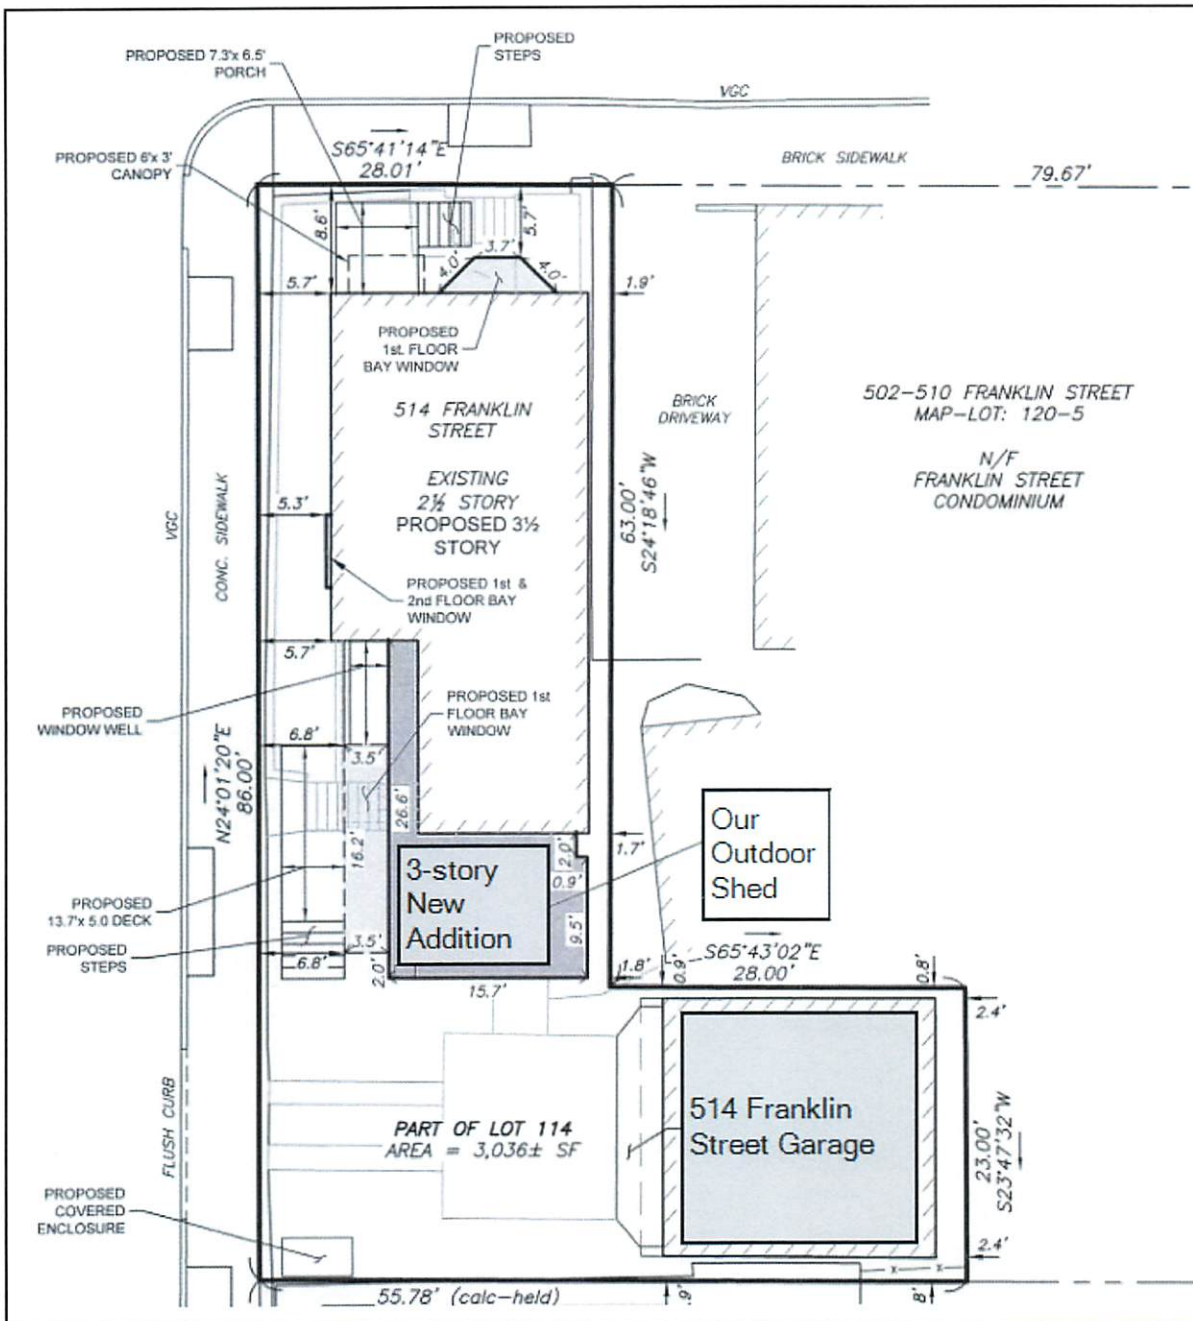 PROPOSED
STEPS
PROPOSED 7.3'x 6.5'
PORCH
VGC
S65°41'14"E
28.01'
PROPOSED 6'x 3'
CANOPY
BRICK SIDEWALK
79.67'
8.6'
5.7'
3.7'
4.0'
4.0'
5.7'
1.9'
PROPOSED
1st. FLOOR
BAY WINDOW
514 FRANKLIN
STREET
EXISTING
2½ STORY
PROPOSED 3½
STORY
BRICK
DRIVEWAY
502-510 FRANKLIN STREET
MAP-LOT: 120-5
N/F
FRANKLIN STREET
CONDOMINIUM
63.00'
S24°18'46"W
VGC
CONC. SIDEWALK
5.3'
PROPOSED 1st &
2nd FLOOR BAY
WINDOW
5.7'
PROPOSED
WINDOW WELL
PROPOSED 1st
FLOOR BAY
WINDOW
6.8'
3.5'
N24°01'20"E
86.00'
26.6'
16.2'
1.7'
2.0'
0.9'
9.5'
Our
Outdoor
Shed
3-story
New
Addition
PROPOSED
13.7'x 5.0 DECK
PROPOSED
STEPS
3.5'
6.8'
2.0'
15.7'
1.8'
0.9'
S65°43'02"E
28.00'
0.8'
2.4'
514 Franklin
Street Garage
PART OF LOT 114
AREA = 3,036± SF
23.00'
S23°47'32"W
FLUSH CURB
PROPOSED
COVERED
ENCLOSURE
2.4'
x x
55.78' (calc-held)
.9'
8'